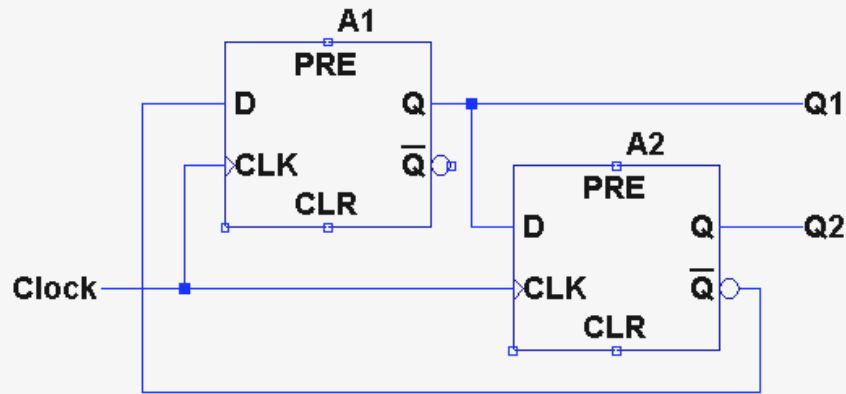 A1
PRE
D Q
Q1
CLK Q̅
CLR
A2
PRE
D Q
Q2
Clock
CLK Q̅
CLR